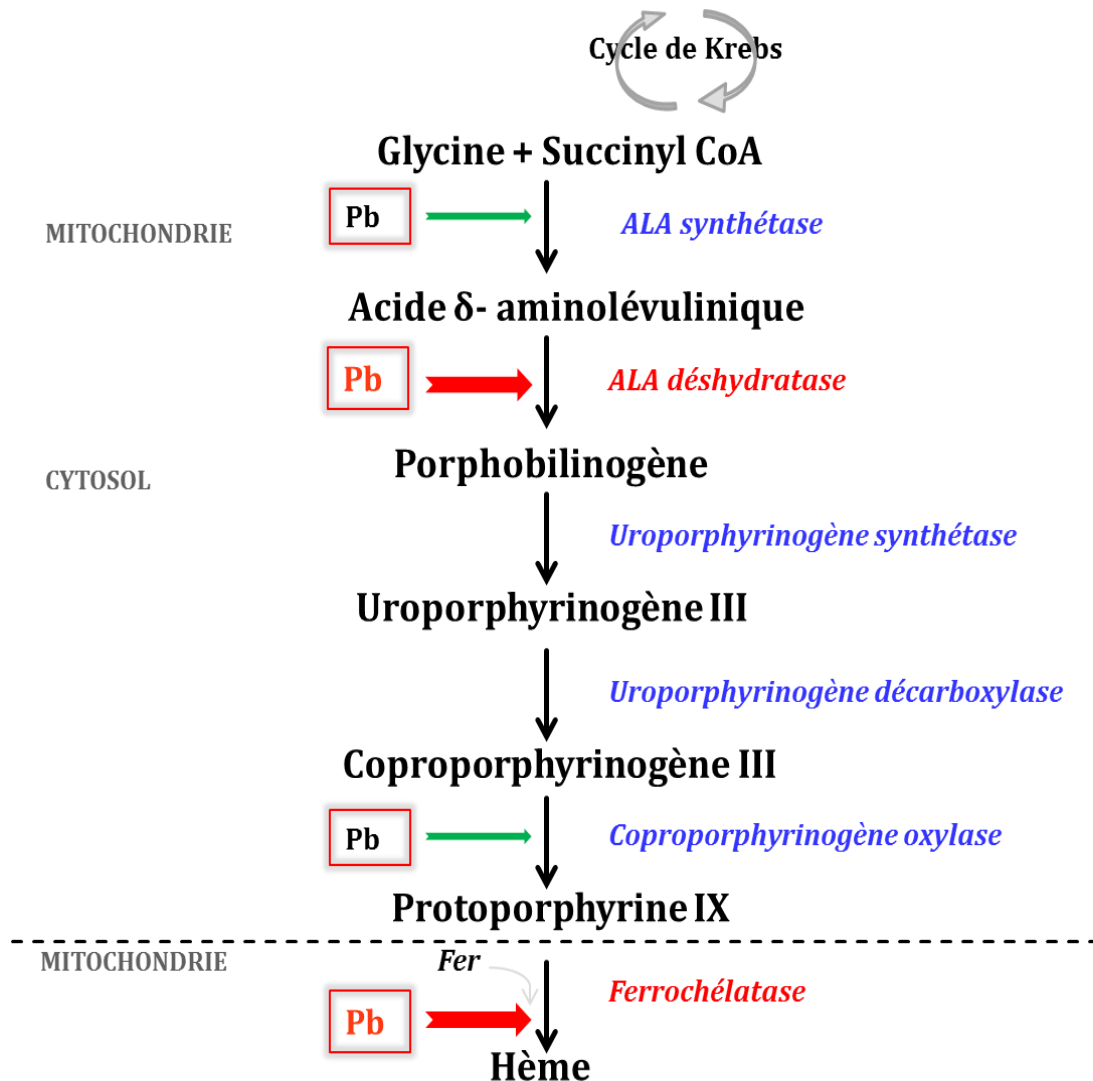 Cycle de Krebs
Glycine + Succinyl CoA
Pb
ALA synthétase
MITOCHONDRIE
Acide δ- aminolévulinique
Pb
ALA déshydratase
Porphobilinogène
CYTOSOL
Uroporphyrinogène synthétase
Uroporphyrinogène III
Uroporphyrinogène décarboxylase
Coproporphyrinogène III
Pb
Coproporphyrinogène oxylase
Protoporphyrine IX
MITOCHONDRIE
Fer
Ferrochélatase
Pb
Hème